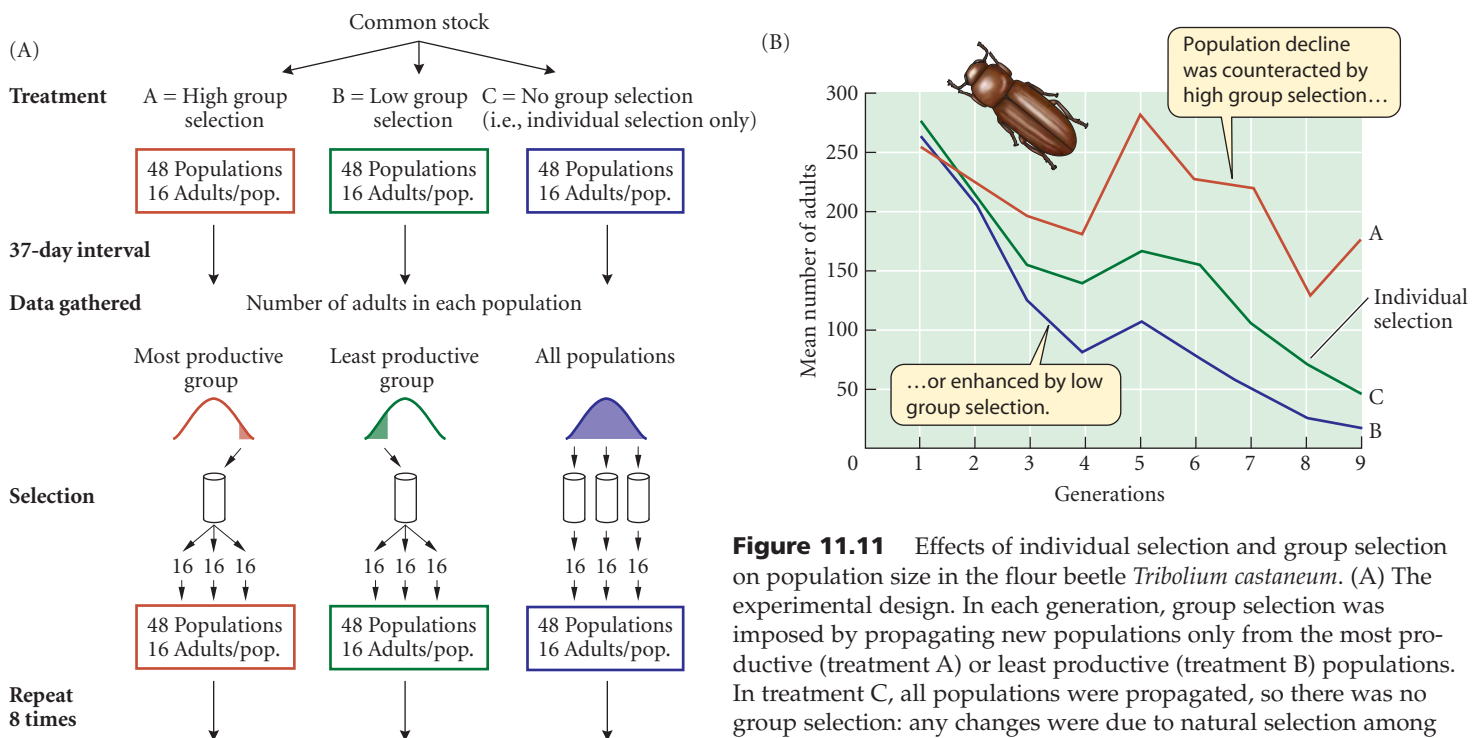 (A)
Common stock
Treatment
A = High group
selection
B = Low group
selection
C = No group selection
(i.e., individual selection only)
48 Populations
16 Adults/pop.
48 Populations
16 Adults/pop.
48 Populations
16 Adults/pop.
37-day interval
Data gathered
Number of adults in each population
Most productive
group
Least productive
group
All populations
Selection
16 16 16
16 16 16
16 16 16
48 Populations
16 Adults/pop.
48 Populations
16 Adults/pop.
48 Populations
16 Adults/pop.
Repeat
8 times
(B)
Population decline
was counteracted by
high group selection…
…or enhanced by low
group selection.
Mean number of adults
300
250
200
150
100
50
0 1 2 3 4 5 6 7 8 9
Generations
A
Individual
selection
C
B
Figure 11.11 Effects of individual selection and group selection
on population size in the flour beetle Tribolium castaneum. (A) The
experimental design. In each generation, group selection was
imposed by propagating new populations only from the most pro-
ductive (treatment A) or least productive (treatment B) populations.
In treatment C, all populations were propagated, so there was no
group selection: any changes were due to natural selection among